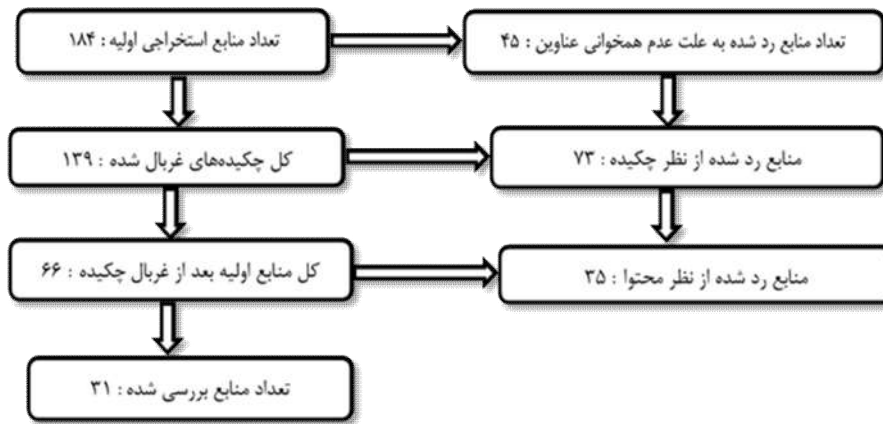 تعداد منابع استخراجی اولیه : ۱۸۴
تعداد منابع رد شده به علت عدم همخوانی عناوین : ۴۵
کل چکیده‌های غربال شده : ۱۳۹
منابع رد شده از نظر چکیده : ۷۳
کل منابع اولیه بعد از غربال چکیده : ۶۶
منابع رد شده از نظر محتوا : ۳۵
تعداد منابع بررسی شده : ۳۱